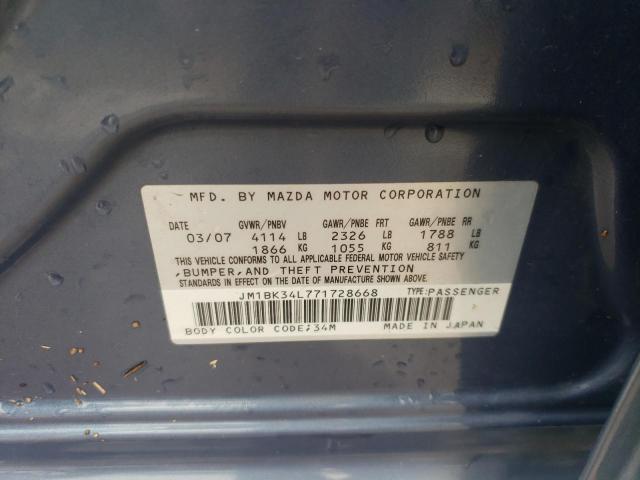 MFD. BY MAZDA MOTOR CORPORATION
DATE GVWR/PNBV GAWR/PNBE FRT GAWR/PNBE RR
03/07 4114 LB 2326 LB 1788 LB
1866 KG 1055 KG 811 KG
THIS VEHICLE CONFORMS TO ALL APPLICABLE FEDERAL MOTOR VEHICLE SAFETY
,BUMPER,AND THEFT PREVENTION
STANDARDS IN EFFECT ON THE DATE OF MANUFACTURE SHOWN ABOVE.
JM1BK34L771728668 TYPE:PASSENGER
BODY COLOR CODE;34M MADE IN JAPAN